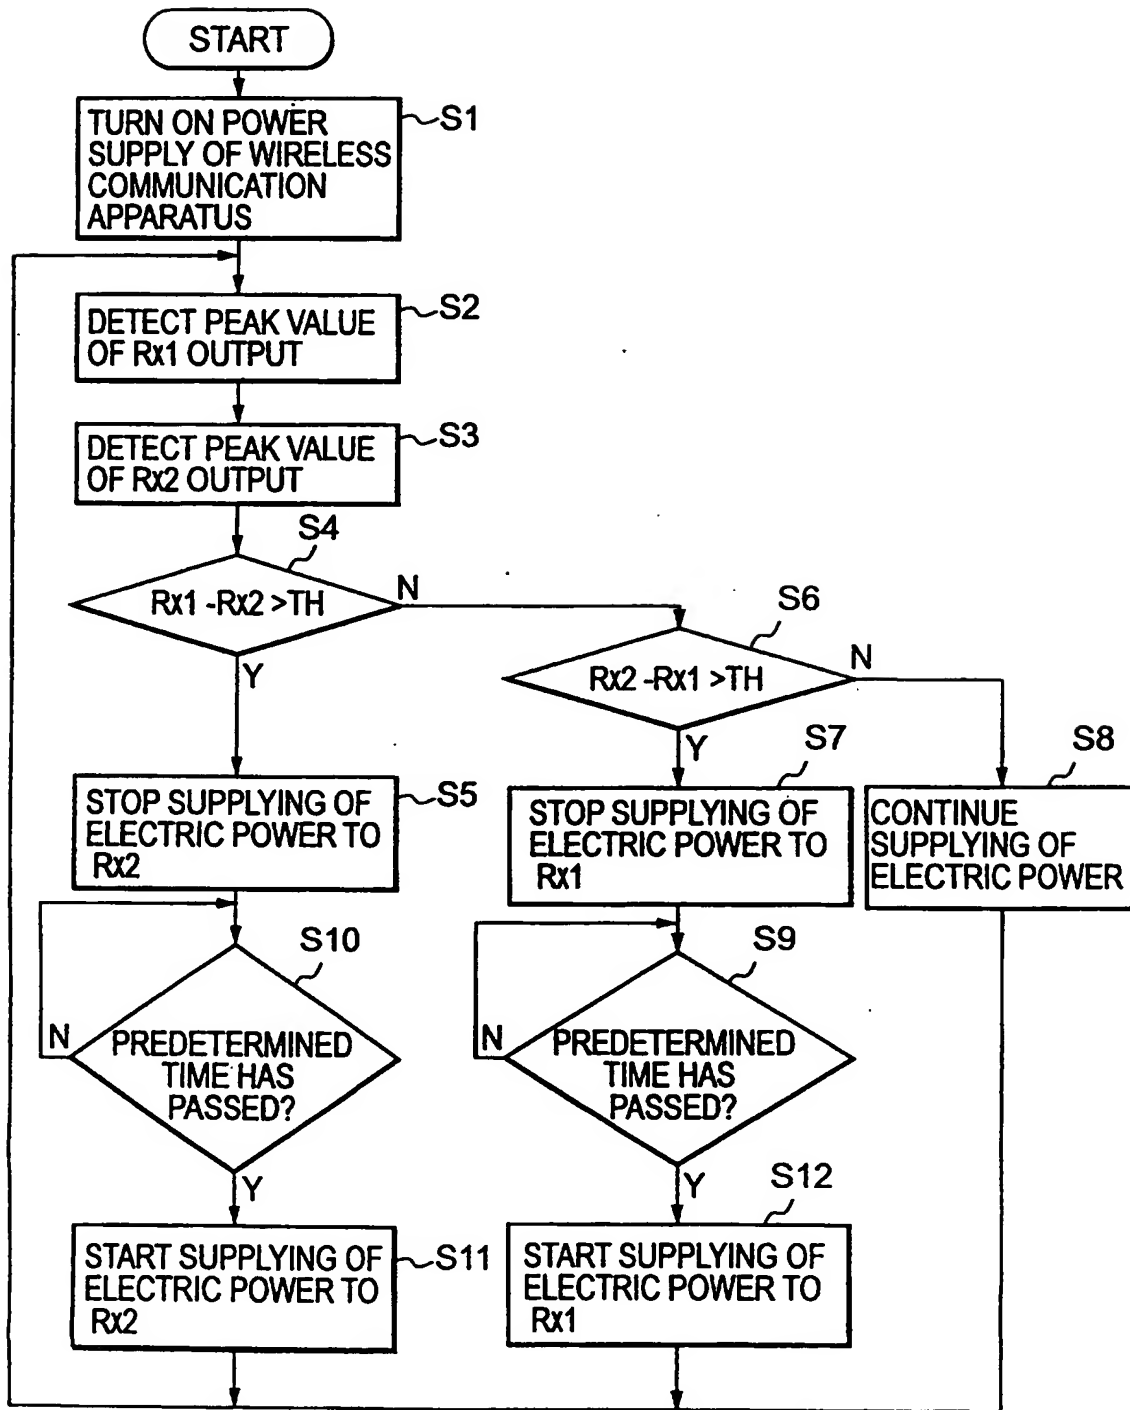 START
TURN ON POWER
SUPPLY OF WIRELESS
COMMUNICATION
APPARATUS
S1
DETECT PEAK VALUE
OF Rx1 OUTPUT
S2
DETECT PEAK VALUE
OF Rx2 OUTPUT
S3
S4
Rx1 -Rx2 >TH
N
Y
S6
Rx2 -Rx1 >TH
N
Y
STOP SUPPLYING OF
ELECTRIC POWER TO
Rx2
S5
S7
STOP SUPPLYING OF
ELECTRIC POWER TO
Rx1
S8
CONTINUE
SUPPLYING OF
ELECTRIC POWER
S10
N
PREDETERMINED
TIME HAS
PASSED?
Y
S9
N
PREDETERMINED
TIME HAS
PASSED?
Y
START SUPPLYING OF
ELECTRIC POWER TO
Rx2
S11
S12
START SUPPLYING OF
ELECTRIC POWER TO
Rx1